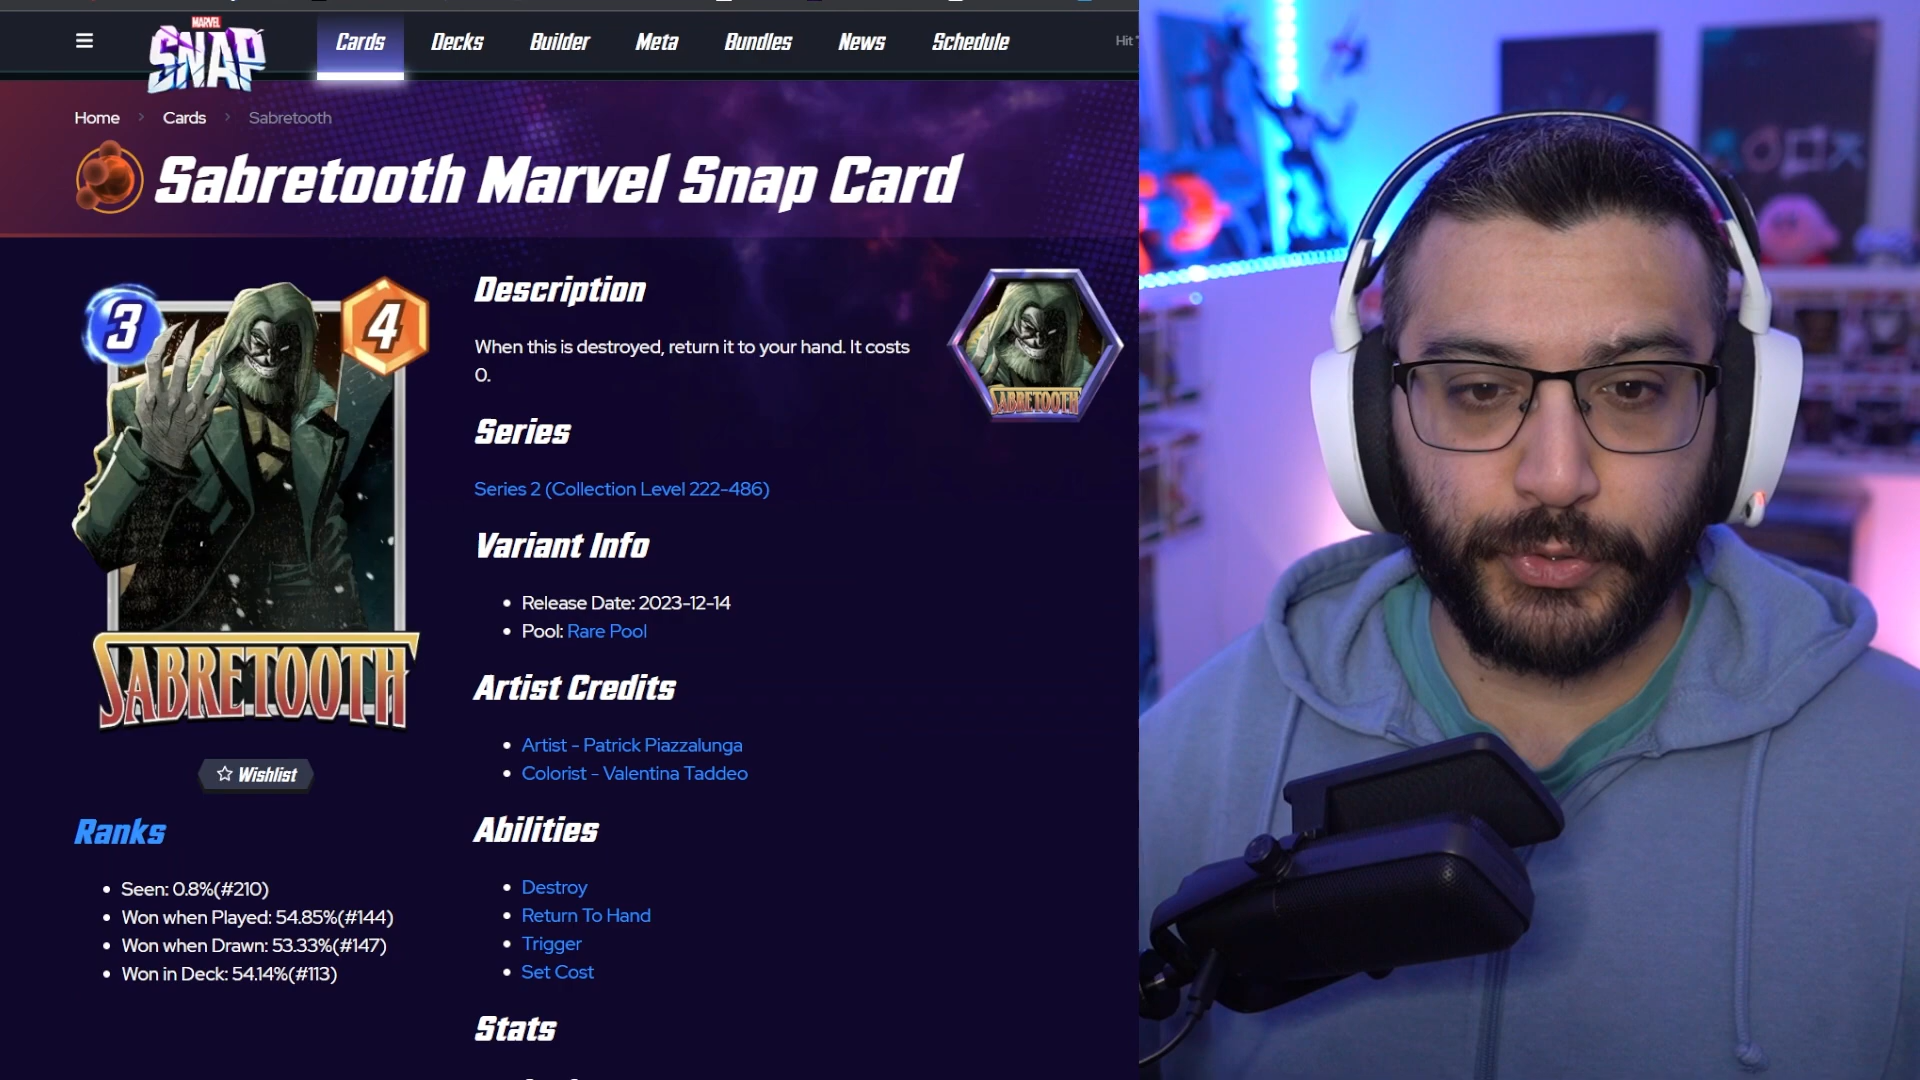 MARVEL
SNAP
Cards
Decks
Builder
Meta
Bundles
News
Schedule
Hit
Home
Cards
Sabretooth
Sabretooth Marvel Snap Card
3
4
SABRETOOTH
Wishlist
Ranks
Seen: 0.8%(#210)
Won when Played: 54.85%(#144)
Won when Drawn: 53.33%(#147)
Won in Deck: 54.14%(#113)
Description
When this is destroyed, return it to your hand. It costs
0.
SABRETOOTH
Series
Series 2 (Collection Level 222-486)
Variant Info
Release Date: 2023-12-14
Pool: Rare Pool
Artist Credits
Artist - Patrick Piazzalunga
Colorist - Valentina Taddeo
Abilities
Destroy
Return To Hand
Trigger
Set Cost
Stats